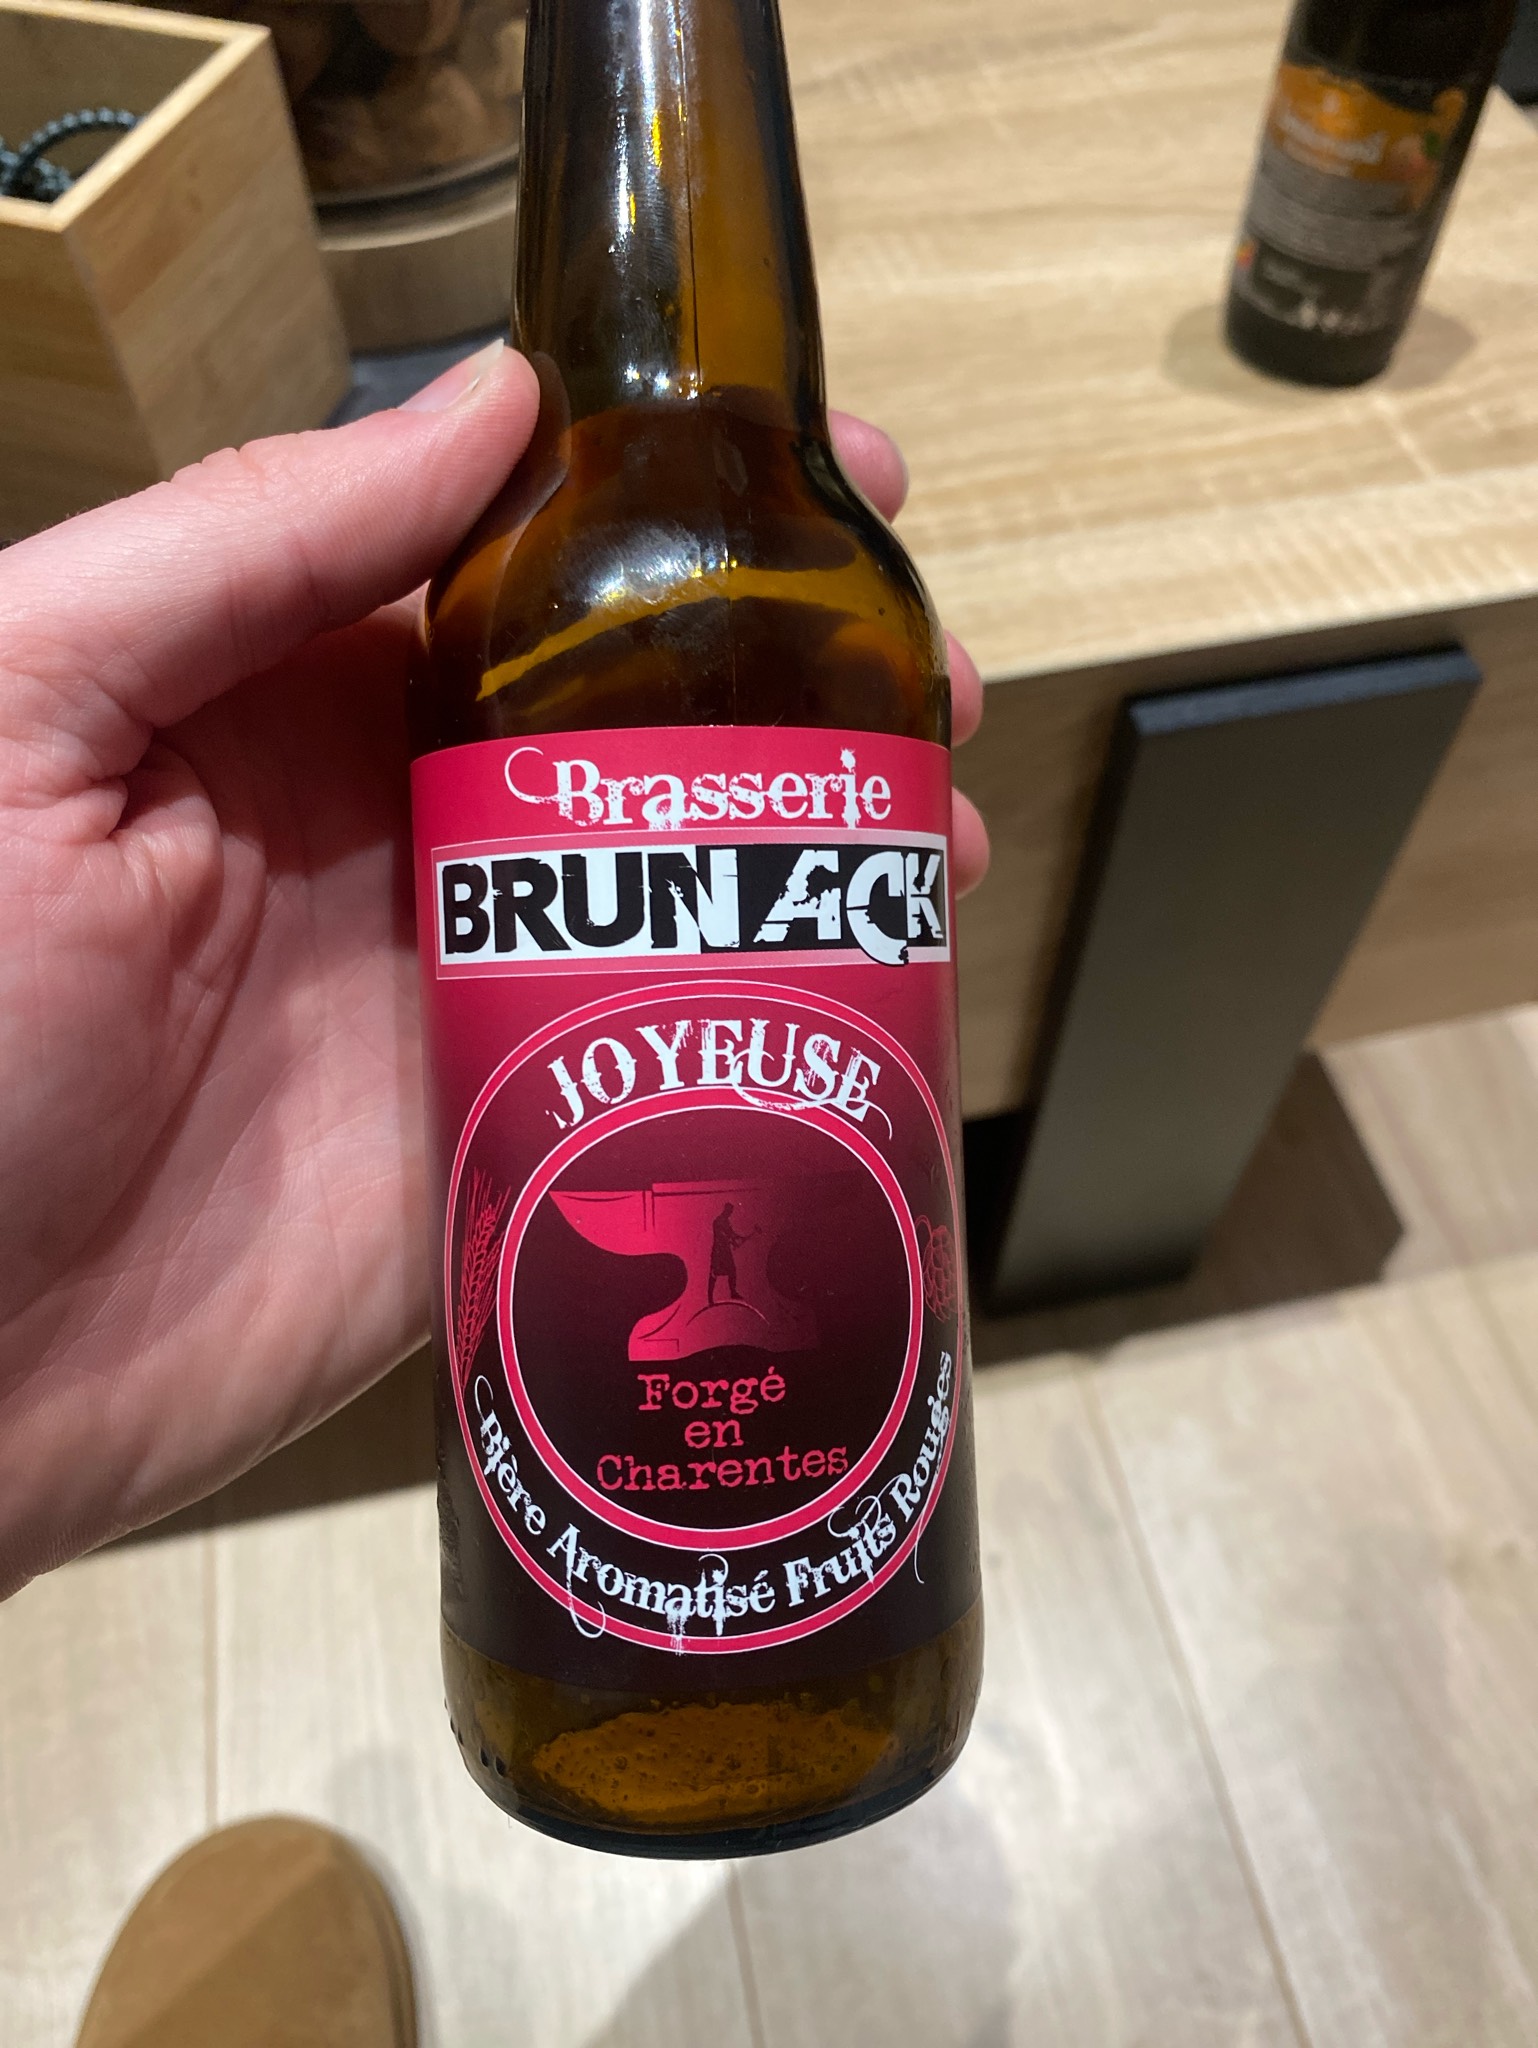 Brasserie
BRUNACK
JOYEUSE
Forgé
en
Charentes
Bière Aromatisé Fruits Rouges